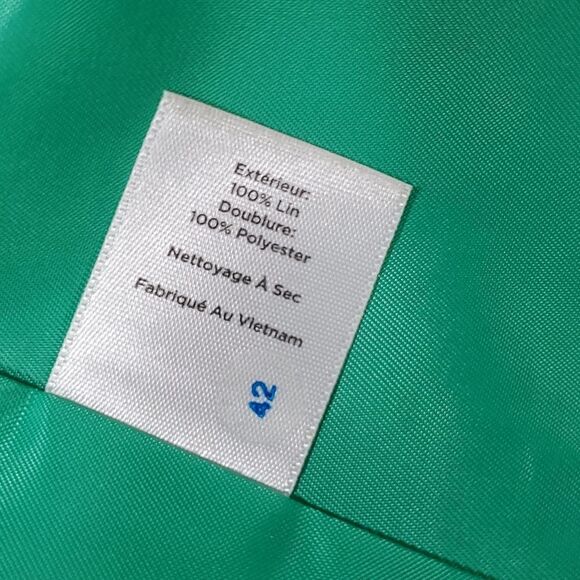 Extérieur:
100% Lin
Doublure:
100% Polyester
Nettoyage À Sec
Fabriqué Au Vietnam
42